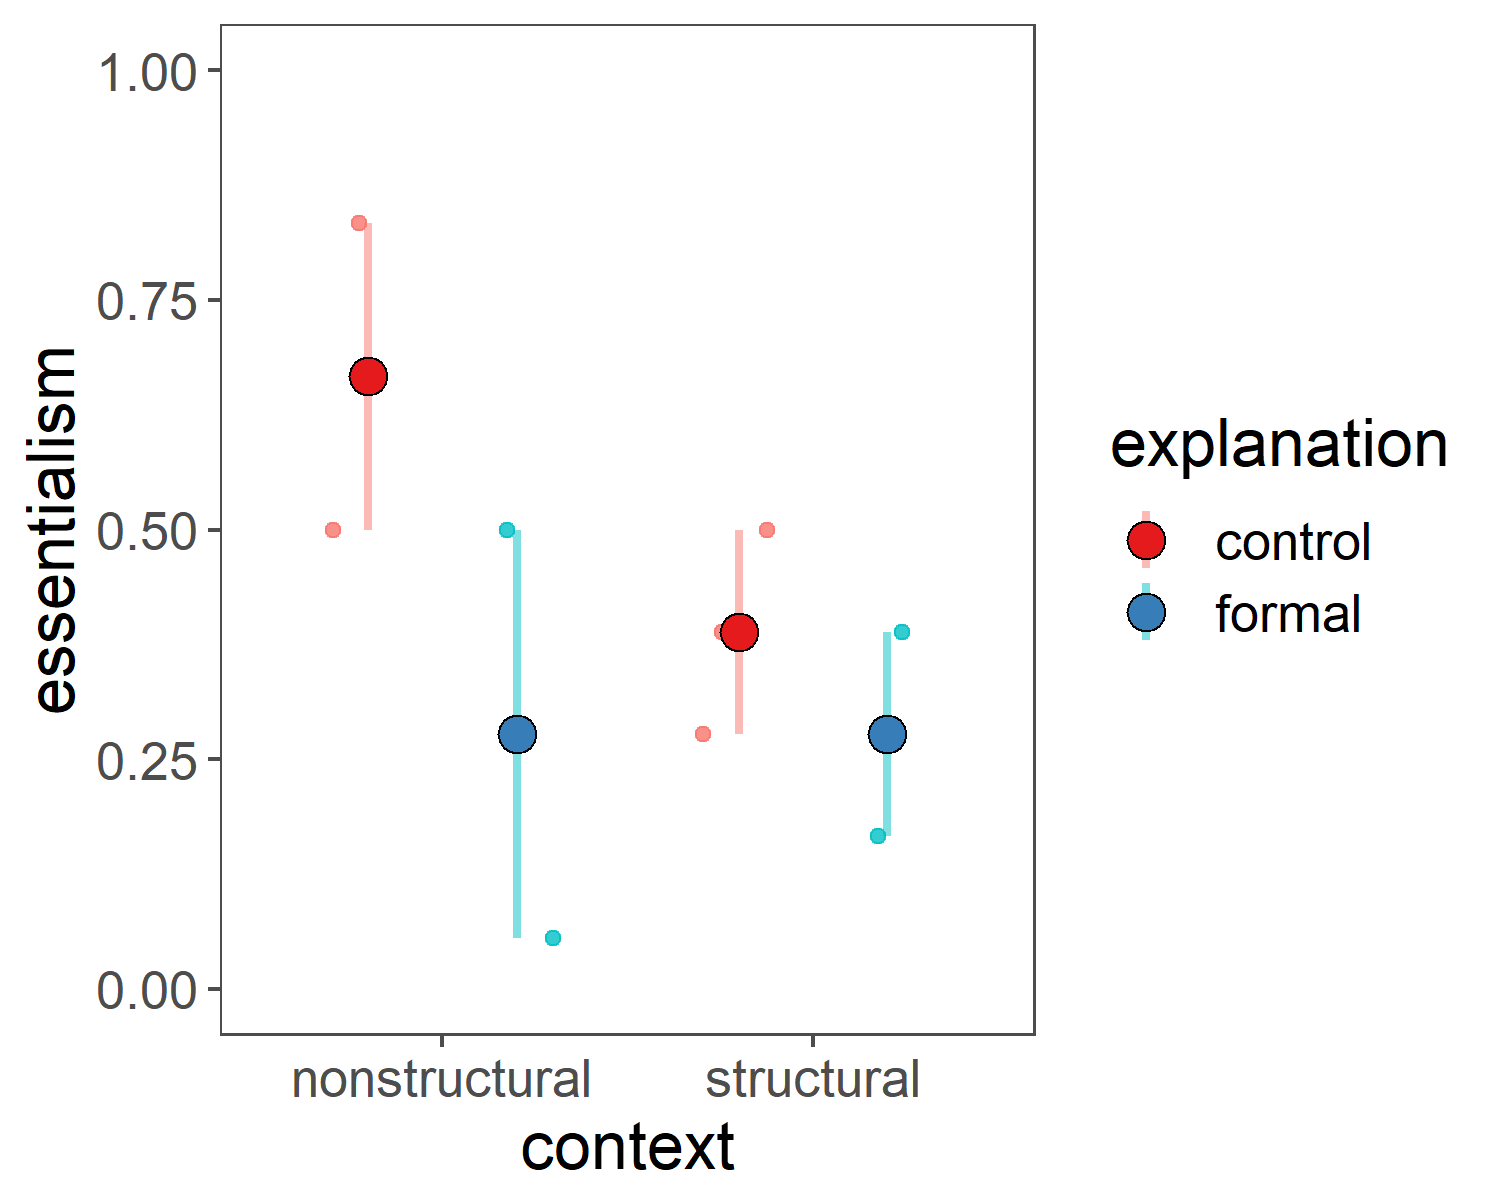 1.00
0.75
0.50
0.25
0.00
essentialism
nonstructural
structural
context
explanation
control
formal